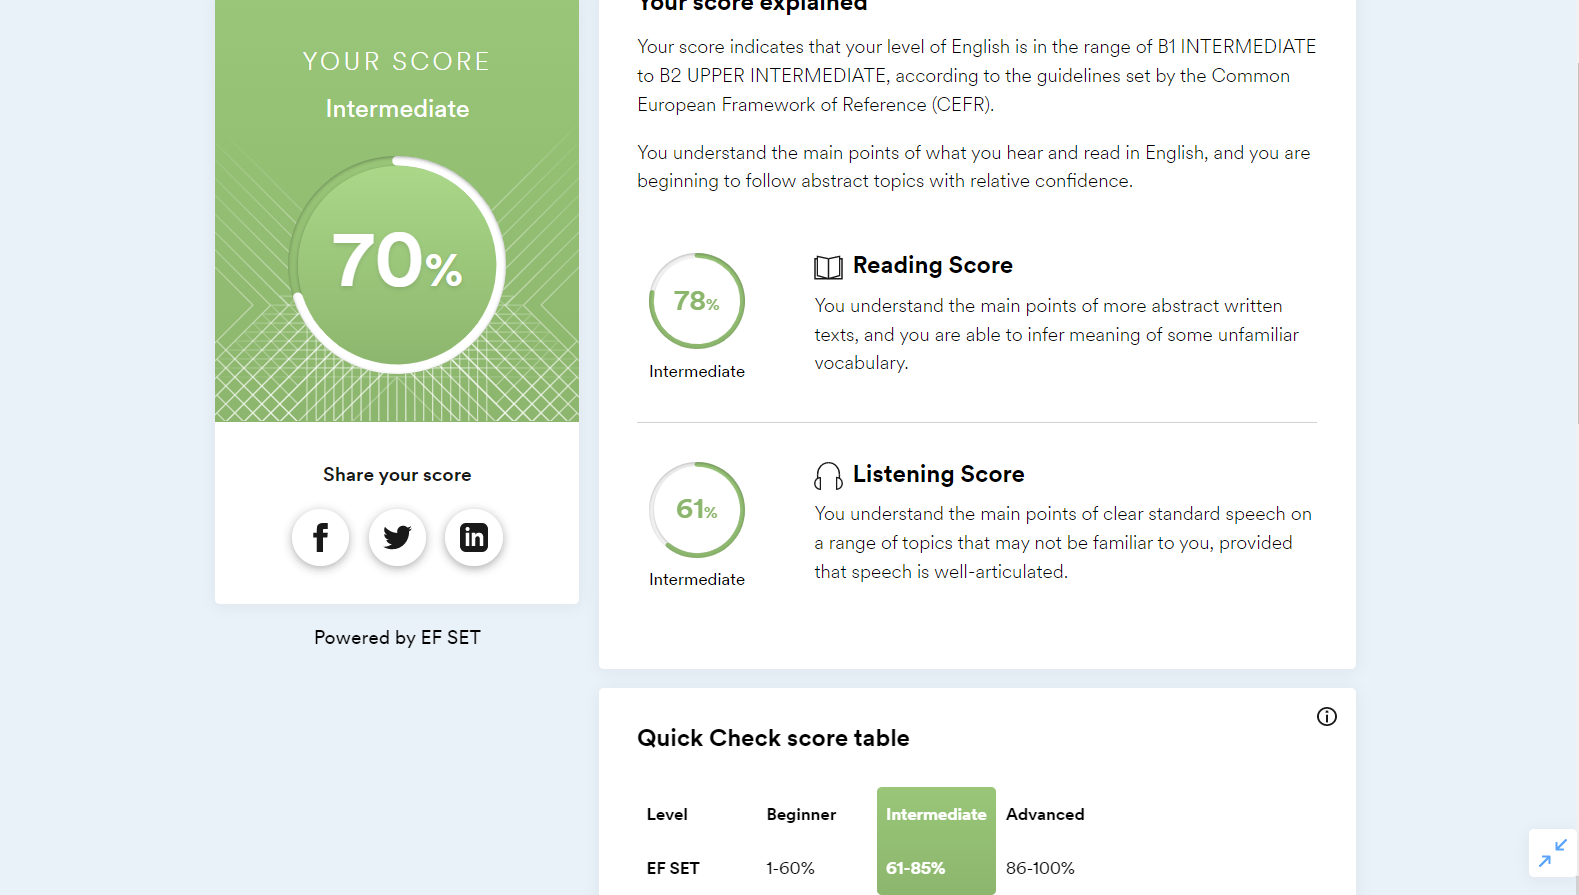 YOUR SCORE
Intermediate
70%
Share your score
Powered by EF SET
Your score explained
Your score indicates that your level of English is in the range of B1 INTERMEDIATE
to B2 UPPER INTERMEDIATE, according to the guidelines set by the Common
European Framework of Reference (CEFR).
You understand the main points of what you hear and read in English, and you are
beginning to follow abstract topics with relative confidence.
78%
Intermediate
Reading Score
You understand the main points of more abstract written
texts, and you are able to infer meaning of some unfamiliar
vocabulary.
61%
Intermediate
Listening Score
You understand the main points of clear standard speech on
a range of topics that may not be familiar to you, provided
that speech is well-articulated.
Quick Check score table
Level Beginner Intermediate Advanced
EF SET 1-60% 61-85% 86-100%